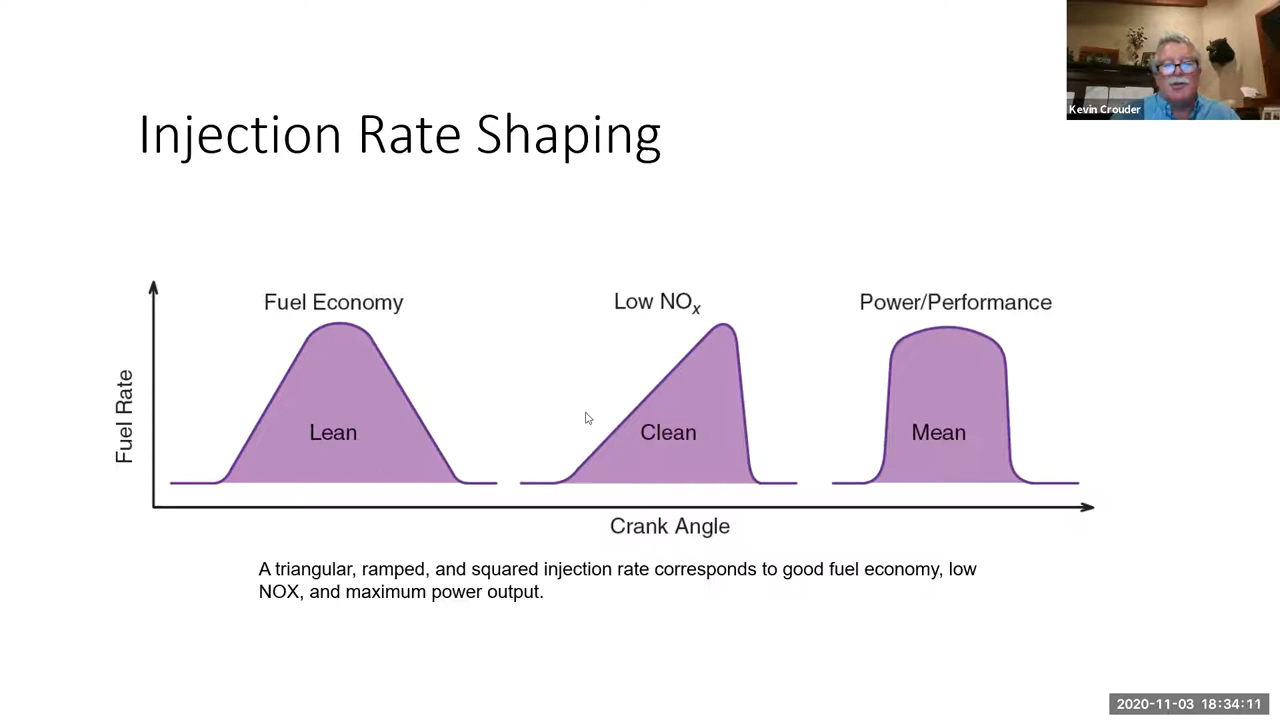 Kevin Crouder
Injection Rate Shaping
Fuel Economy
Low NOx
Power/Performance
Fuel Rate
Lean
Clean
Mean
Crank Angle
A triangular, ramped, and squared injection rate corresponds to good fuel economy, low
NOX, and maximum power output.
2020-11-03 18:34:11